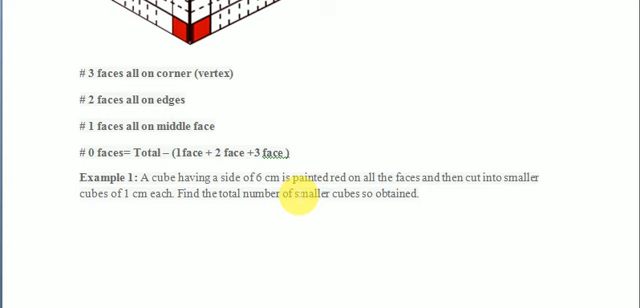 # 3 faces all on corner (vertex)
# 2 faces all on edges
# 1 faces all on middle face
# 0 faces= Total – (1face + 2 face +3 face )
Example 1: A cube having a side of 6 cm is painted red on all the faces and then cut into smaller
cubes of 1 cm each. Find the total number of smaller cubes so obtained.